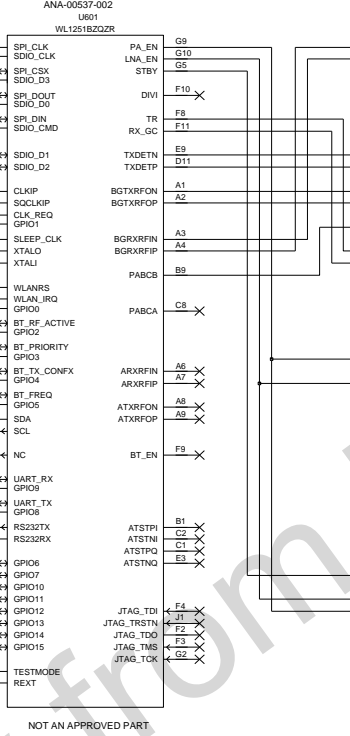 ANA-00537-002
U601
WL1251BZQZR
SPI_CLK PA_EN G9
SDIO_CLK LNA_EN G10
SPI_CSX STBY G5
SDIO_D3
SPI_DOUT DIVI F10
SDIO_D0
SPI_DIN TR F8
SDIO_CMD RX_GC F11
SDIO_D1 TXDETN E9
SDIO_D2 TXDETP D11
CLKIP BGTXRFON A1
SQCLKIP BGTXRFOP A2
CLK_REQ
GPIO1
SLEEP_CLK BGRXRFIN A3
XTALO BGRXRFIP A4
XTALI
PABCB B9
WLANRS
WLAN_IRQ
GPIO0 PABCA C8
BT_RF_ACTIVE
GPIO2
BT_PRIORITY
GPIO3
BT_TX_CONFX ARXRFIN A6
GPIO4 ARXRFIP A7
BT_FREQ
GPIO5 ATXRFON A8
SDA ATXRFOP A9
SCL
NC BT_EN F9
UART_RX
GPIO9
UART_TX
GPIO8
RS232TX ATSTPI B1
RS232RX ATSTNI C2
ATSTPQ C1
GPIO6 ATSTNQ E3
GPIO7
GPIO10
GPIO11
GPIO12 JTAG_TDI F4
GPIO13 JTAG_TRSTN J1
GPIO14 JTAG_TDO F2
GPIO15 JTAG_TMS F3
JTAG_TCK G2
TESTMODE
REXT
NOT AN APPROVED PART
from